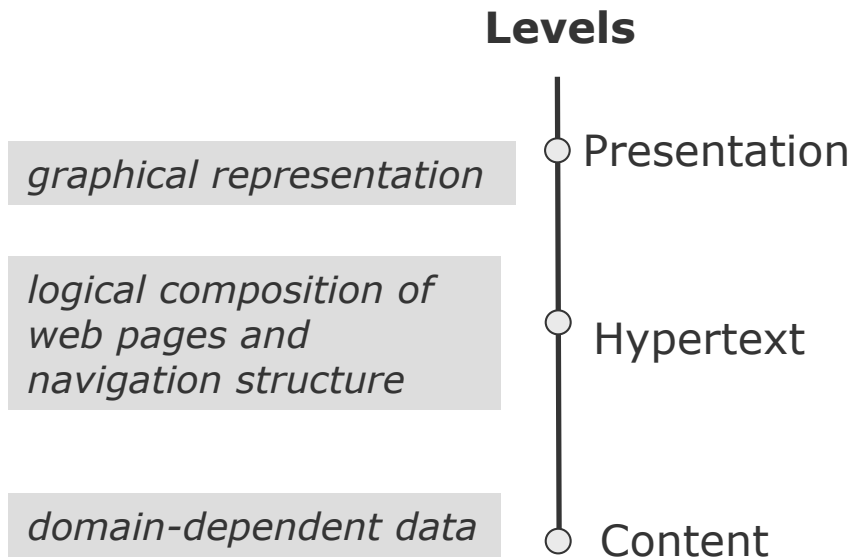 Levels
graphical representation
Presentation
logical composition of
web pages and
navigation structure
Hypertext
domain-dependent data
Content